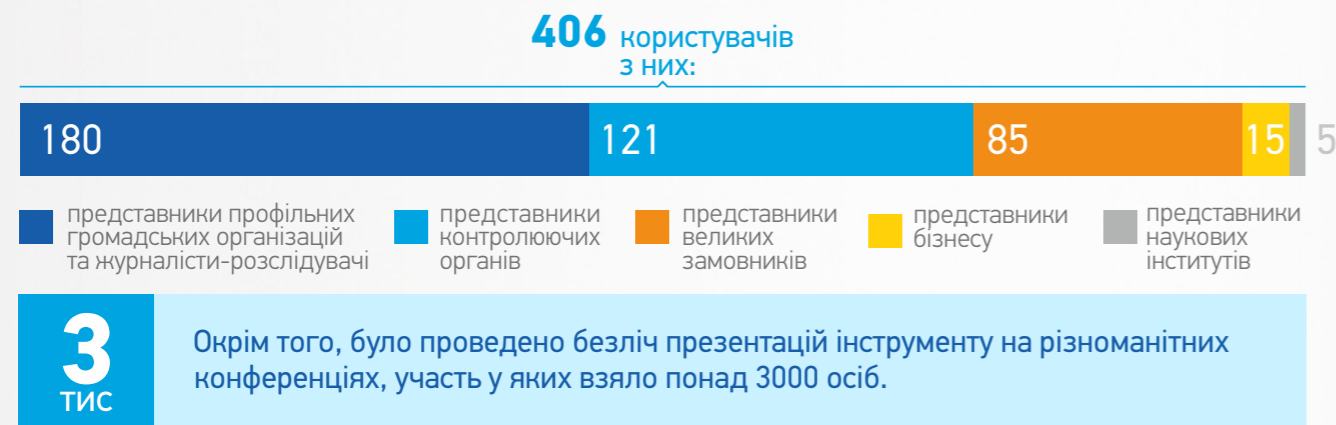 406 користувачів
з них:
180 121 85 15 5
представники профільних
громадських організацій
та журналісти-розслідувачі
представники
контролюючих
органів
представники
великих
замовників
представники
бізнесу
представники
наукових
інститутів
3
тис
Окрім того, було проведено безліч презентацій інструменту на різноманітних
конференціях, участь у яких взяло понад 3000 осіб.